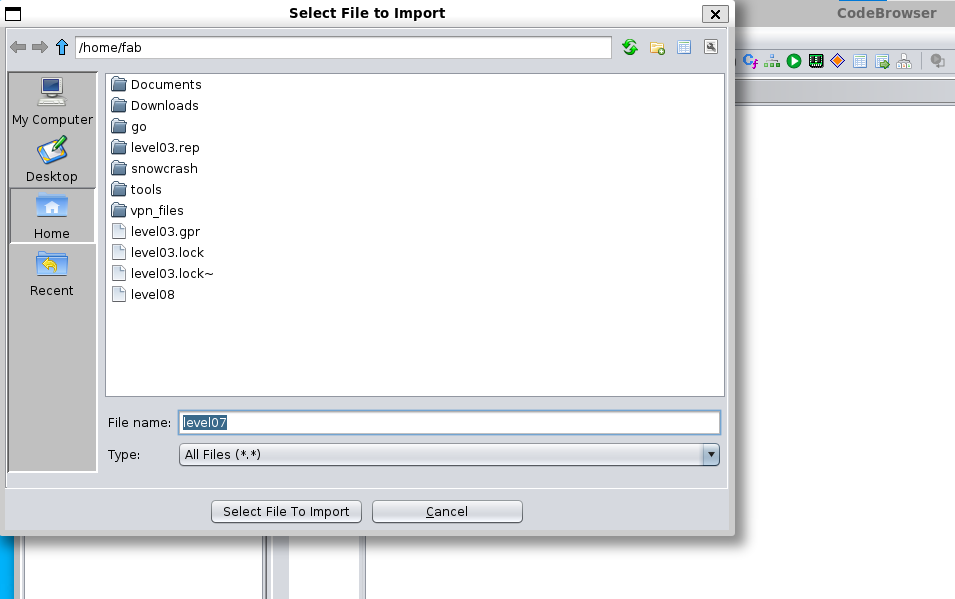 Select File to Import
CodeBrowser
/home/fab
My Computer
Desktop
Home
Recent
Documents
Downloads
go
level03.rep
snowcrash
tools
vpn_files
level03.gpr
level03.lock
level03.lock~
level08
File name: level07
Type: All Files (*.*)
Select File To Import Cancel